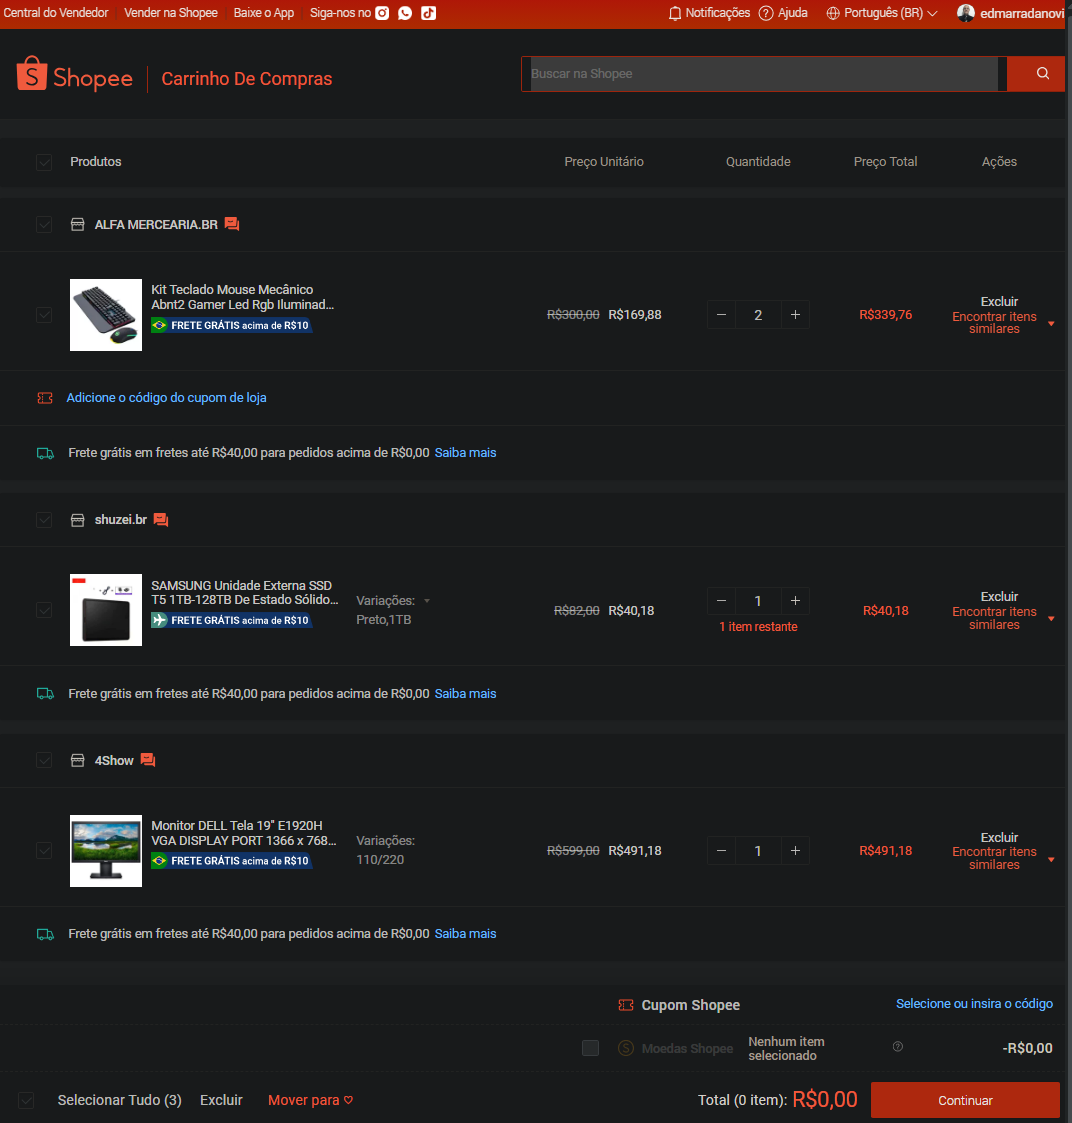 Central do Vendedor Vender na Shopee Baixe o App Siga-nos no Notificações Ajuda Português (BR) edmarradanovi
Shopee Carrinho De Compras Buscar na Shopee
Produtos Preço Unitário Quantidade Preço Total Ações
ALFA MERCEARIA.BR
Kit Teclado Mouse Mecânico
Abnt2 Gamer Led Rgb Iluminad...
FRETE GRÁTIS acima de R$10
R$300,00 R$169,88 2 R$339,76
Excluir
Encontrar itens
similares
Adicione o código do cupom de loja
Frete grátis em fretes até R$40,00 para pedidos acima de R$0,00 Saiba mais
shuzei.br
SAMSUNG Unidade Externa SSD
T5 1TB-128TB De Estado Sólido...
FRETE GRÁTIS acima de R$10
Variações:
Preto,1TB
R$82,00 R$40,18 1 R$40,18
1 item restante
Excluir
Encontrar itens
similares
Frete grátis em fretes até R$40,00 para pedidos acima de R$0,00 Saiba mais
4Show
Monitor DELL Tela 19" E1920H
VGA DISPLAY PORT 1366 x 768...
FRETE GRÁTIS acima de R$10
Variações:
110/220
R$599,00 R$491,18 1 R$491,18
Excluir
Encontrar itens
similares
Frete grátis em fretes até R$40,00 para pedidos acima de R$0,00 Saiba mais
Cupom Shopee Selecione ou insira o código
Moedas Shopee Nenhum item
selecionado
-R$0,00
Selecionar Tudo (3) Excluir Mover para Total (0 item): R$0,00 Continuar